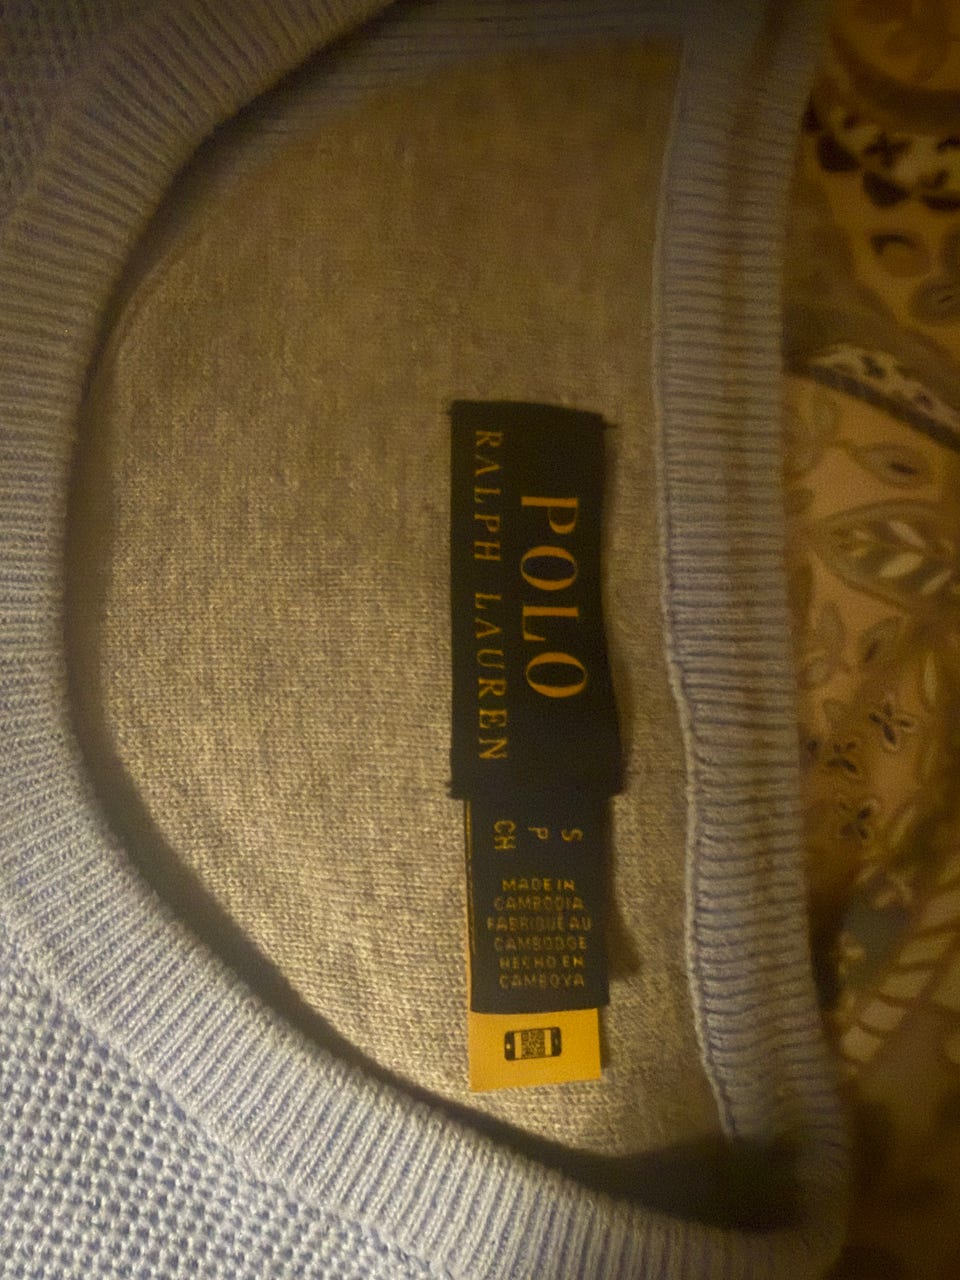 POLO
RALPH LAUREN
S
P
CH
MADE IN
CAMBODIA
FABRIQUÉ AU
CAMBODGE
HECHO EN
CAMBOYA